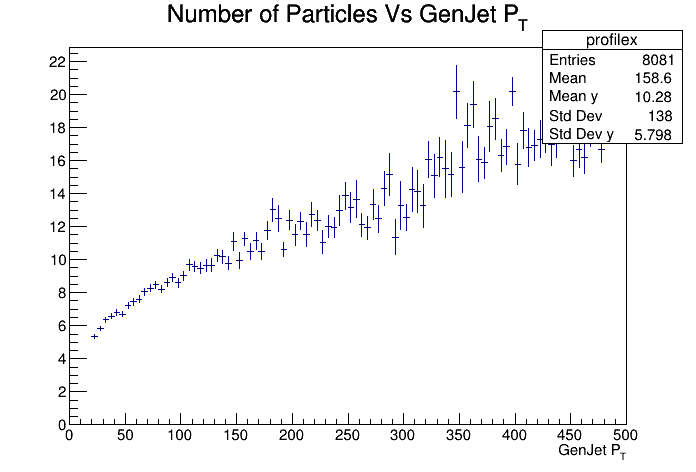 Number of Particles Vs GenJet P_T
profilex
Entries 8081
Mean 158.6
Mean y 10.28
Std Dev 138
Std Dev y 5.798
22
20
18
16
14
12
10
8
6
4
2
0
0 50 100 150 200 250 300 350 400 450 500
GenJet P_T